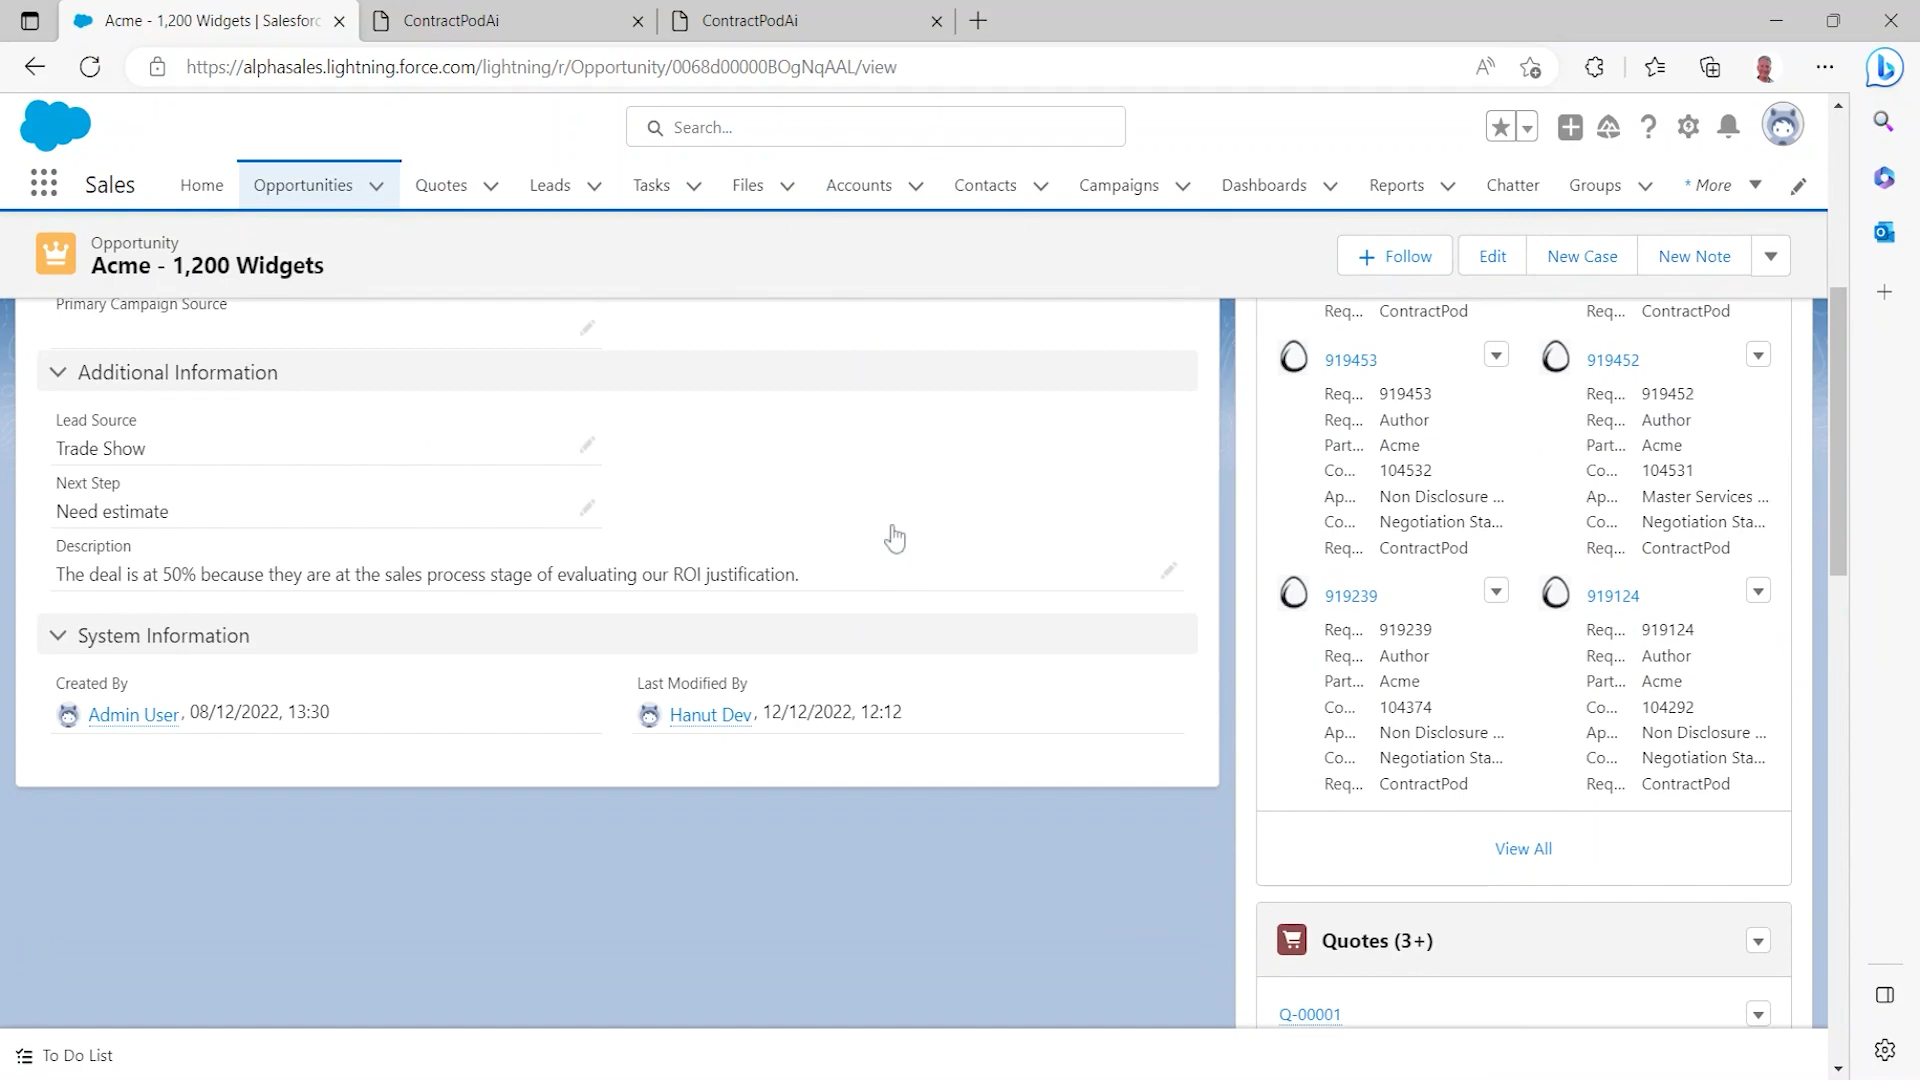 Acme - 1,200 Widgets | Salesforc
ContractPodAi
ContractPodAi
https://alphasales.lightning.force.com/lightning/r/Opportunity/0068d00000BOgNqAAL/view
Search...
Sales
Home
Opportunities
Quotes
Leads
Tasks
Files
Accounts
Contacts
Campaigns
Dashboards
Reports
Chatter
Groups
* More
Opportunity
Acme - 1,200 Widgets
Follow
Edit
New Case
New Note
Primary Campaign Source
Additional Information
Lead Source
Trade Show
Next Step
Need estimate
Description
The deal is at 50% because they are at the sales process stage of evaluating our ROI justification.
System Information
Created By
Admin User, 08/12/2022, 13:30
Last Modified By
Hanut Dev, 12/12/2022, 12:12
Req... ContractPod
Req... ContractPod
919453
Req... 919453
Req... Author
Part... Acme
Co... 104532
Ap... Non Disclosure ...
Co... Negotiation Sta...
Req... ContractPod
919452
Req... 919452
Req... Author
Part... Acme
Co... 104531
Ap... Master Services ...
Co... Negotiation Sta...
Req... ContractPod
919239
Req... 919239
Req... Author
Part... Acme
Co... 104374
Ap... Non Disclosure ...
Co... Negotiation Sta...
Req... ContractPod
919124
Req... 919124
Req... Author
Part... Acme
Co... 104292
Ap... Non Disclosure ...
Co... Negotiation Sta...
Req... ContractPod
View All
Quotes (3+)
Q-00001
To Do List